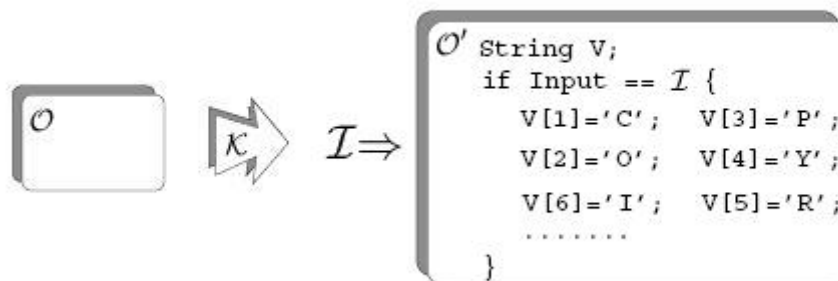 𝒪
𝒦
ℐ⇒
𝒪′ String V;
if Input == ℐ {
V[1]='C'; V[3]='P';
V[2]='O'; V[4]='Y';
V[6]='I'; V[5]='R';
.......
}